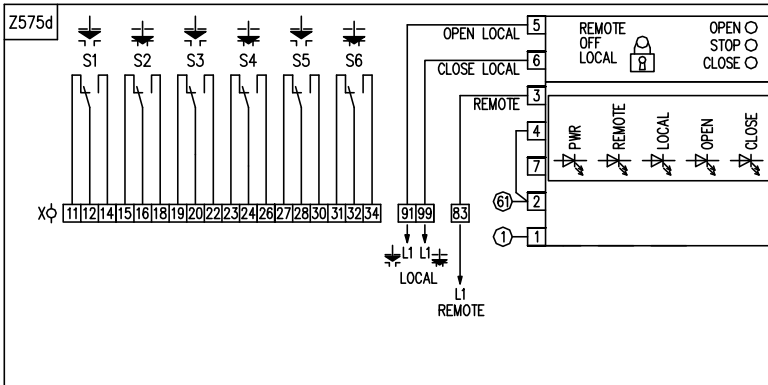 Z575d
S1 S2 S3 S4 S5 S6
OPEN LOCAL 5
CLOSE LOCAL 6
REMOTE 3
4
7
61 2
1 1
REMOTE
OFF
LOCAL
OPEN
STOP
CLOSE
PWR REMOTE LOCAL OPEN CLOSE
X 11 12 14 15 16 18 19 20 22 23 24 26 27 28 30 31 32 34 91 99 83
L1 L1
LOCAL
L1
REMOTE